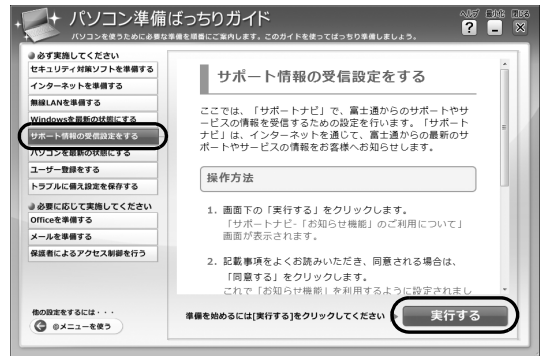 パソコン準備ばっちりガイド
パソコンを使うために必要な準備を順番にご案内します。このガイドを使ってばっちり準備しましょう。
ヘルプ 最小化 閉じる
必ず実施してください
セキュリティ対策ソフトを準備する
インターネットを準備する
無線LANを準備する
Windowsを最新の状態にする
サポート情報の受信設定をする
パソコンを最新の状態にする
ユーザー登録をする
トラブルに備え設定を保存する
必要に応じて実施してください
Officeを準備する
メールを準備する
保護者によるアクセス制御を行う
他の設定をするには・・・
@メニューを使う
サポート情報の受信設定をする
ここでは、「サポートナビ」で、富士通からのサポートやサ
ービスの情報を受信するための設定を行います。「サポート
ナビ」は、インターネットを通じて、富士通からの最新のサ
ポートやサービスの情報をお客様へお知らせします。
操作方法
1. 画面下の「実行する」をクリックします。
「サポートナビ-「お知らせ機能」のご利用について」
画面が表示されます。
2. 記載事項をよくお読みいただき、同意される場合は、
「同意する」をクリックします。
これで「お知らせ機能」を利用するように設定されまし
準備を始めるには[実行する]をクリックしてください
実行する